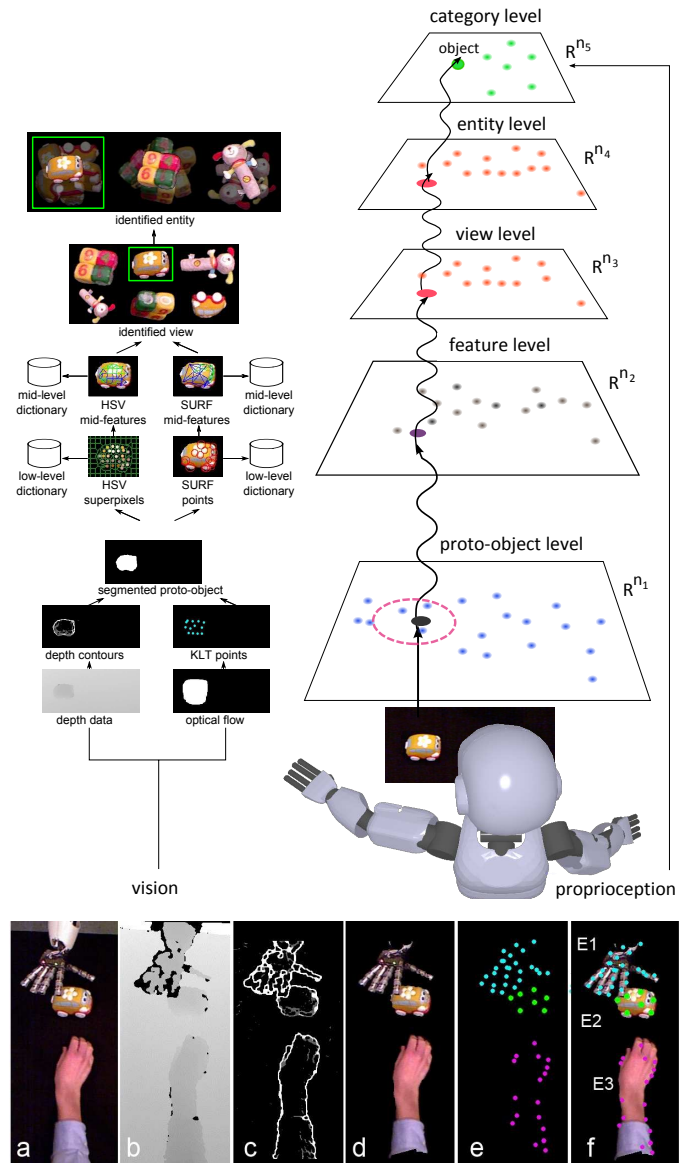 category level
object
R^n5
entity level
R^n4
view level
R^n3
feature level
R^n2
proto-object level
R^n1
identified entity
identified view
mid-level
dictionary
HSV
mid-features
SURF
mid-features
mid-level
dictionary
low-level
dictionary
HSV
superpixels
SURF
points
low-level
dictionary
segmented proto-object
depth contours
KLT points
depth data
optical flow
vision
proprioception
a
b
c
d
e
f
E1
E2
E3